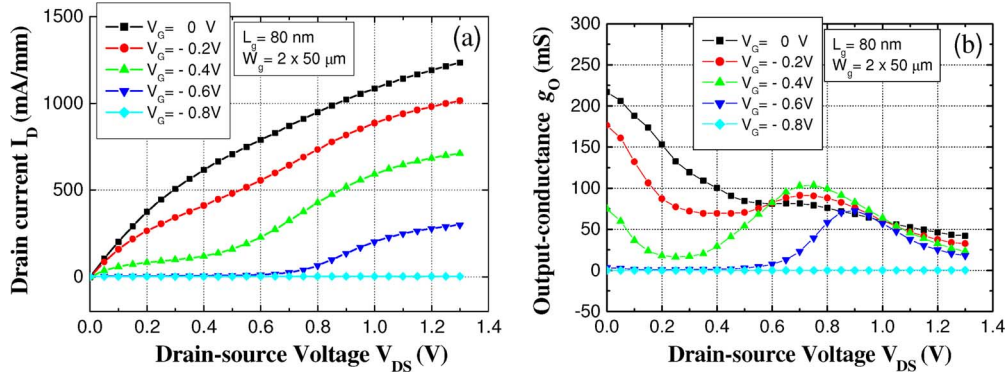 (a)
V_G= 0 V
V_G= - 0.2V
V_G= - 0.4V
V_G= - 0.6V
V_G= - 0.8V
L_g = 80 nm
W_g = 2 x 50 µm
Drain current I_D (mA/mm)
1500
1000
500
0
0.0 0.2 0.4 0.6 0.8 1.0 1.2 1.4
Drain-source Voltage V_DS (V)
(b)
V_G= 0 V
V_G= - 0.2V
V_G= - 0.4V
V_G= - 0.6V
V_G= - 0.8V
L_g = 80 nm
W_g = 2 x 50 µm
Output-conductance g_O (mS)
300
250
200
150
100
50
0
-50
0.0 0.2 0.4 0.6 0.8 1.0 1.2 1.4
Drain-source Voltage V_DS (V)